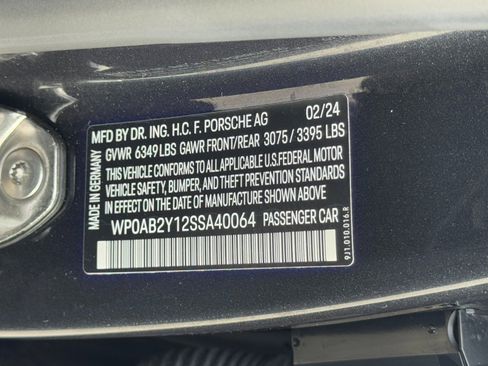 MFD BY DR. ING. H.C. F. PORSCHE AG 02/24
GVWR 6349 LBS GAWR FRONT/REAR 3075 / 3395 LBS
THIS VEHICLE CONFORMS TO ALL APPLICABLE U.S. FEDERAL MOTOR
VEHICLE SAFETY, BUMPER, AND THEFT PREVENTION STANDARDS
IN EFFECT ON THE DATE OF MANUFACTURE SHOWN ABOVE
WP0AB2Y12SSA40064 PASSENGER CAR
MADE IN GERMANY
9J1.010.016.R